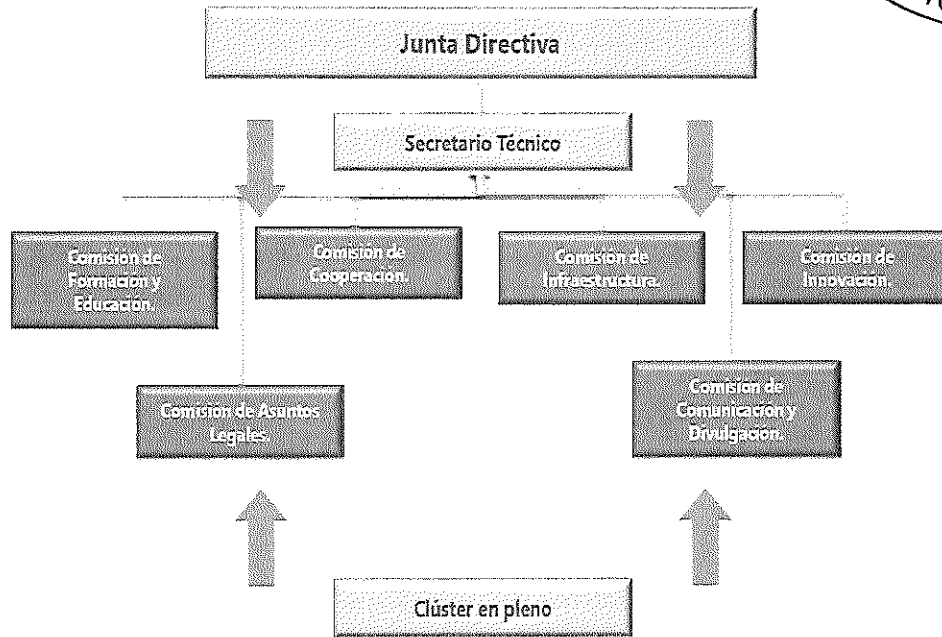 Junta Directiva
Secretario Técnico
Comisión de
Formación y
Educación.
Comisión de
Cooperación.
Comisión de
Infraestructura.
Comisión de
Innovación.
Comisión de Asuntos
Legales.
Comisión de
Comunicación y
Divulgación.
Clúster en pleno